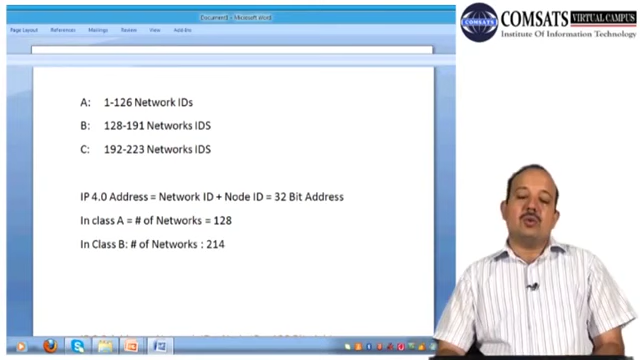 Document1 - Microsoft Word
COMSATS VIRTUAL CAMPUS
Institute Of Information Technology
Page Layout References Mailings Review View Add-Ins
A: 1-126 Network IDs
B: 128-191 Networks IDS
C: 192-223 Networks IDS
IP 4.0 Address = Network ID + Node ID = 32 Bit Address
In class A = # of Networks = 128
In Class B: # of Networks : 214